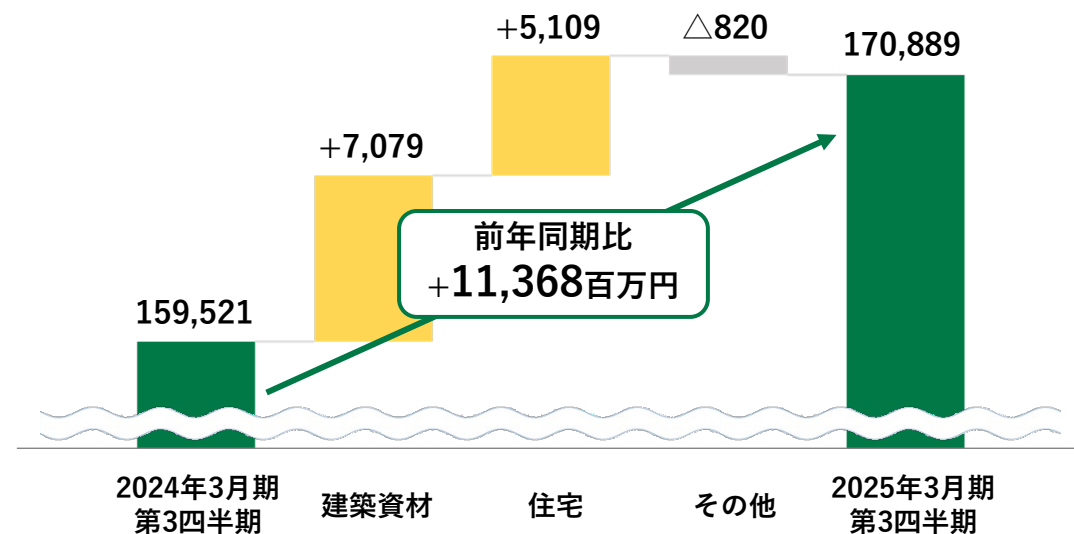 +5,109
△820
170,889
+7,079
前年同期比
+11,368百万円
159,521
2024年3月期
第3四半期
建築資材
住宅
その他
2025年3月期
第3四半期